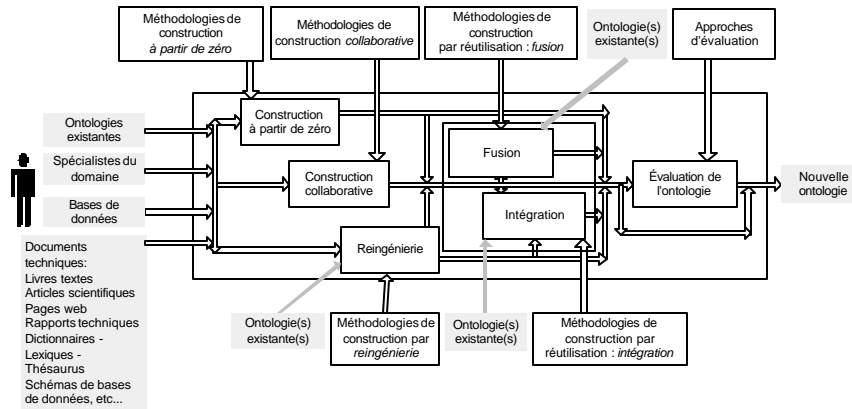 Méthodologies de
construction
à partir de zéro
Méthodologies de
construction collaborative
Méthodologies de
construction
par réutilisation : fusion
Ontologie(s)
existante(s)
Approches
d'évaluation
Ontologies
existantes
Spécialistes du
domaine
Bases de
données
Documents
techniques:
Livres textes
Articles scientifiques
Pages web
Rapports techniques
Dictionnaires -
Lexiques -
Thésaurus
Schémas de bases
de données, etc...
Construction
à partir de zéro
Construction
collaborative
Reingénierie
Fusion
Intégration
Évaluation de
l'ontologie
Nouvelle
ontologie
Ontologie(s)
existante(s)
Méthodologies de
construction par
reingénierie
Ontologie(s)
existante(s)
Méthodologies de
construction par
réutilisation : intégration